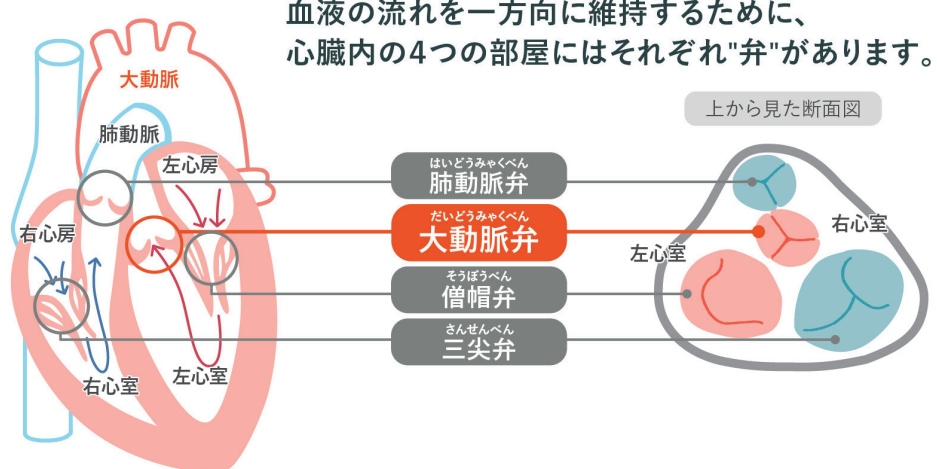 血液の流れを一方向に維持するために、
心臓内の4つの部屋にはそれぞれ"弁"があります。
大動脈
肺動脈
左心房
右心房
右心室
左心室
はいどうみゃくべん
肺動脈弁
だいどうみゃくべん
大動脈弁
そうぼうべん
僧帽弁
さんせんべん
三尖弁
上から見た断面図
左心室
右心室